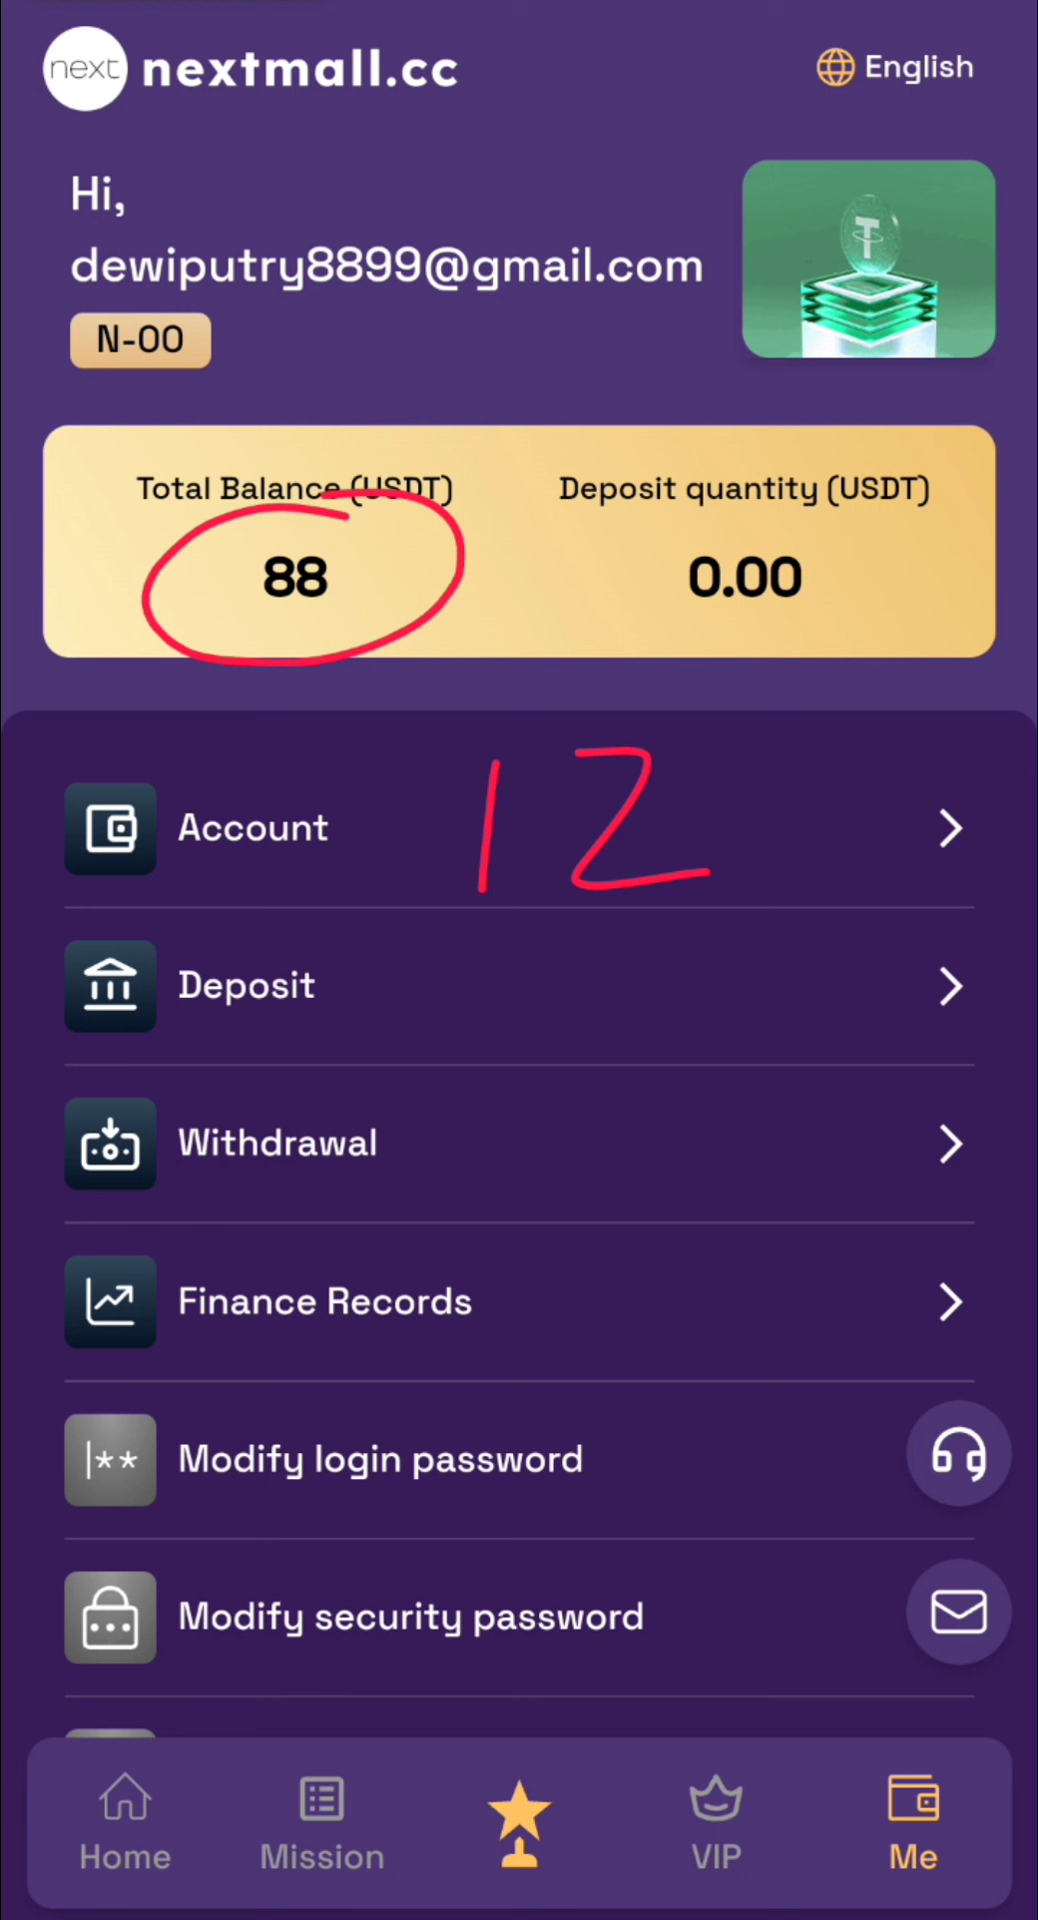 next nextmall.cc English
Hi,
dewiputry8899@gmail.com
N-00
Total Balance (USDT) Deposit quantity (USDT)
88 0.00
12
Account
Deposit
Withdrawal
Finance Records
|** Modify login password
Modify security password
Home Mission VIP Me